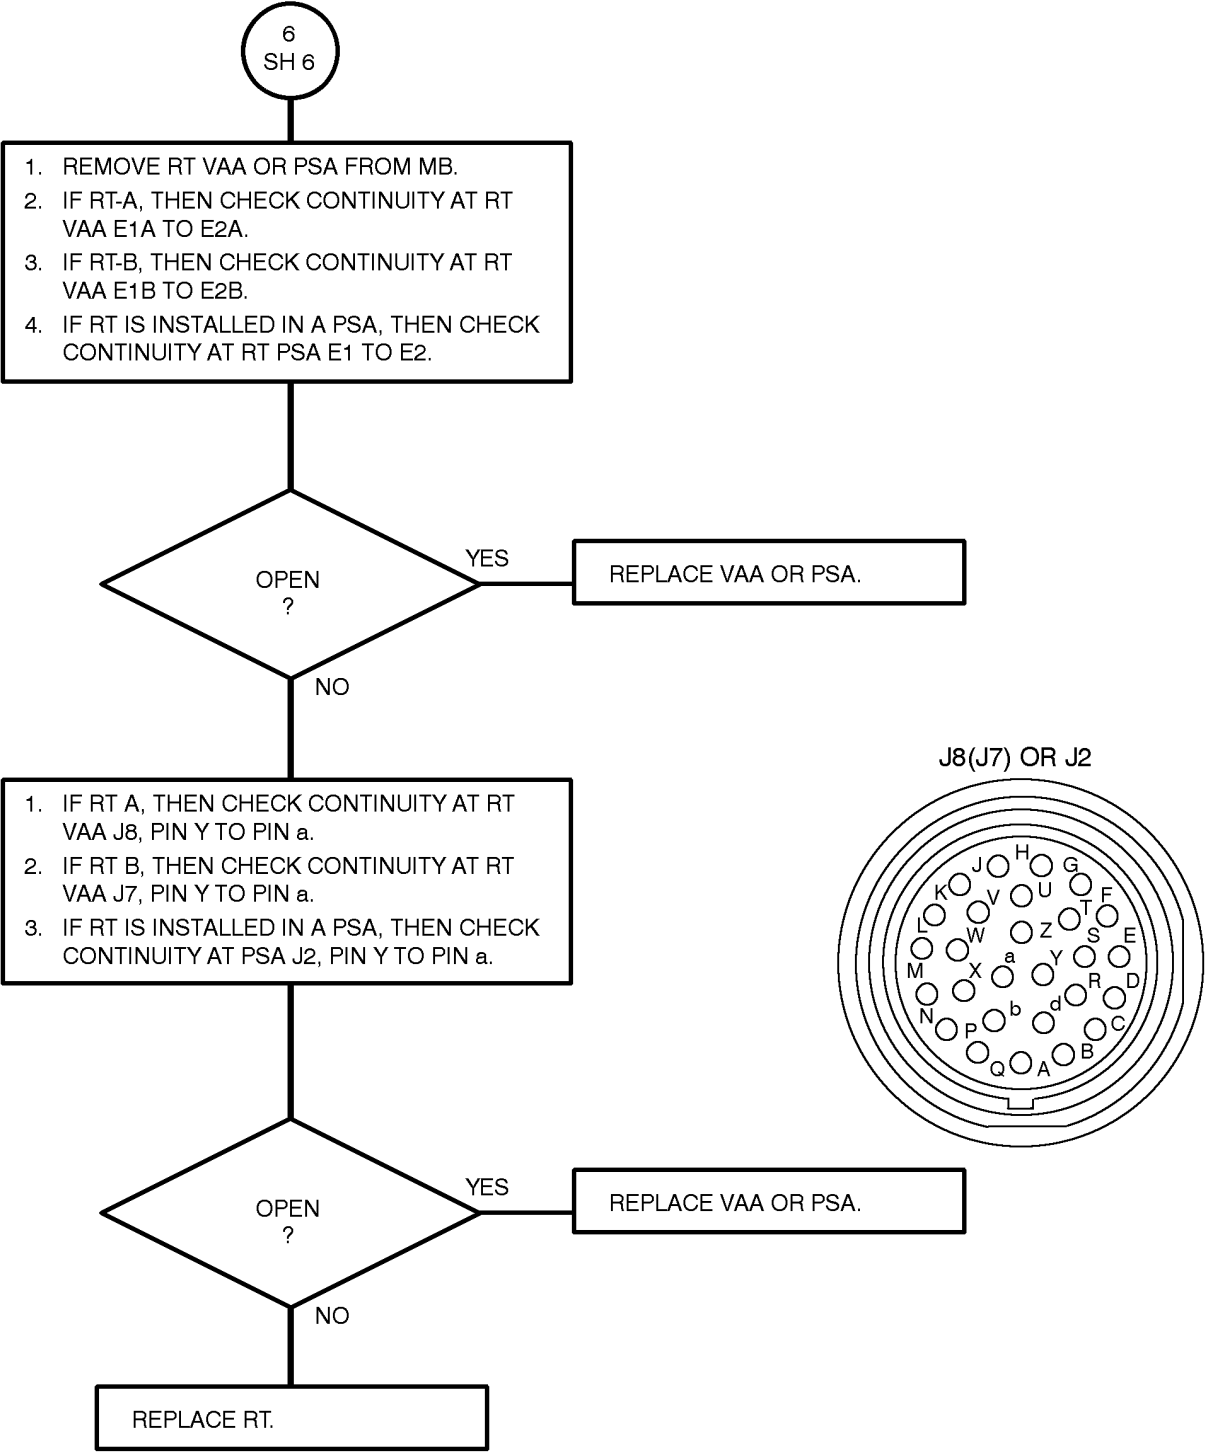 6
SH 6
1. REMOVE RT VAA OR PSA FROM MB.
2. IF RT-A, THEN CHECK CONTINUITY AT RT
VAA E1A TO E2A.
3. IF RT-B, THEN CHECK CONTINUITY AT RT
VAA E1B TO E2B.
4. IF RT IS INSTALLED IN A PSA, THEN CHECK
CONTINUITY AT RT PSA E1 TO E2.
OPEN
?
YES
REPLACE VAA OR PSA.
NO
1. IF RT A, THEN CHECK CONTINUITY AT RT
VAA J8, PIN Y TO PIN a.
2. IF RT B, THEN CHECK CONTINUITY AT RT
VAA J7, PIN Y TO PIN a.
3. IF RT IS INSTALLED IN A PSA, THEN CHECK
CONTINUITY AT PSA J2, PIN Y TO PIN a.
J8(J7) OR J2
J H G
K V U F
L W Z T S E
M X a Y R D
N P b d C
Q A B
OPEN
?
YES
REPLACE VAA OR PSA.
NO
REPLACE RT.